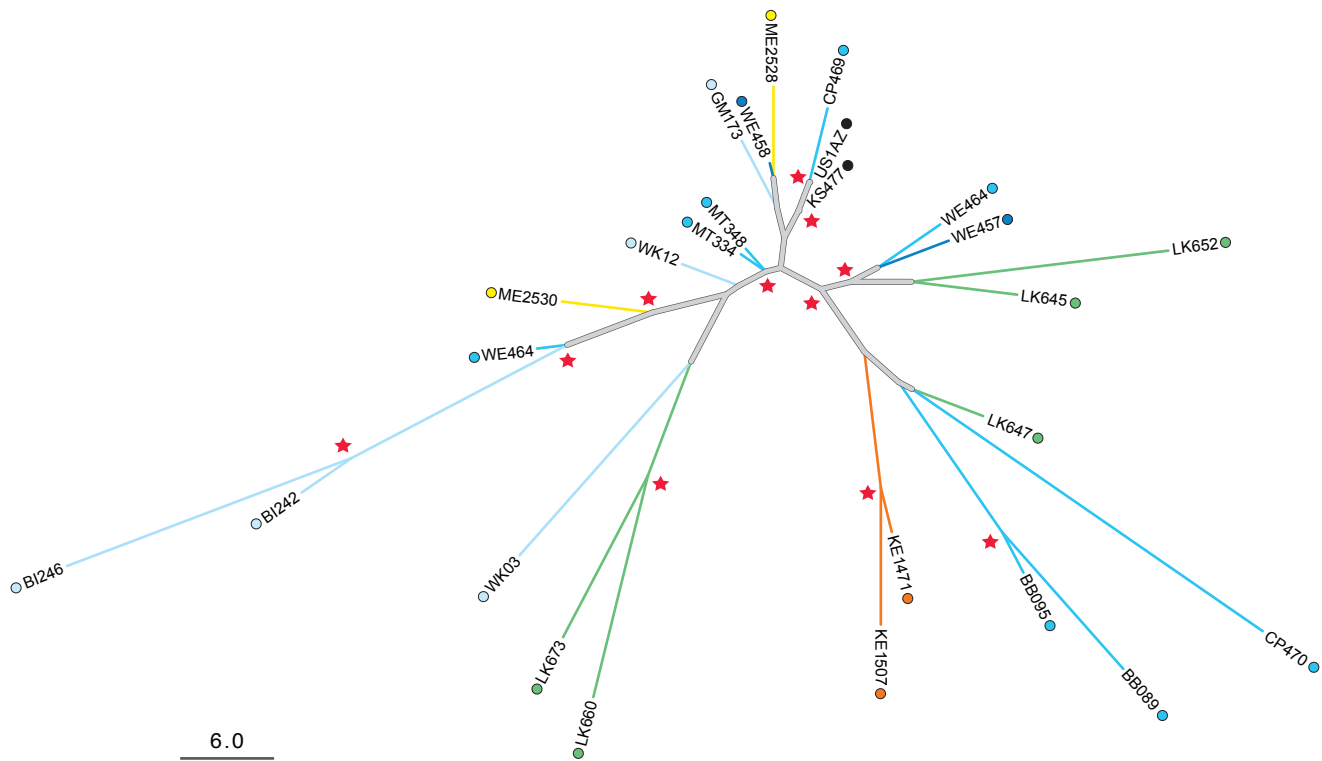 ME2528
CP469
GM173
WE458
US1AZ
KS477
MT348
MT334
WK12
WE464
WE457
LK652
LK645
ME2530
WE464
LK647
BI242
BI246
WK03
KE1471
BB095
LK673
KE1507
CP470
BB089
LK660
6.0